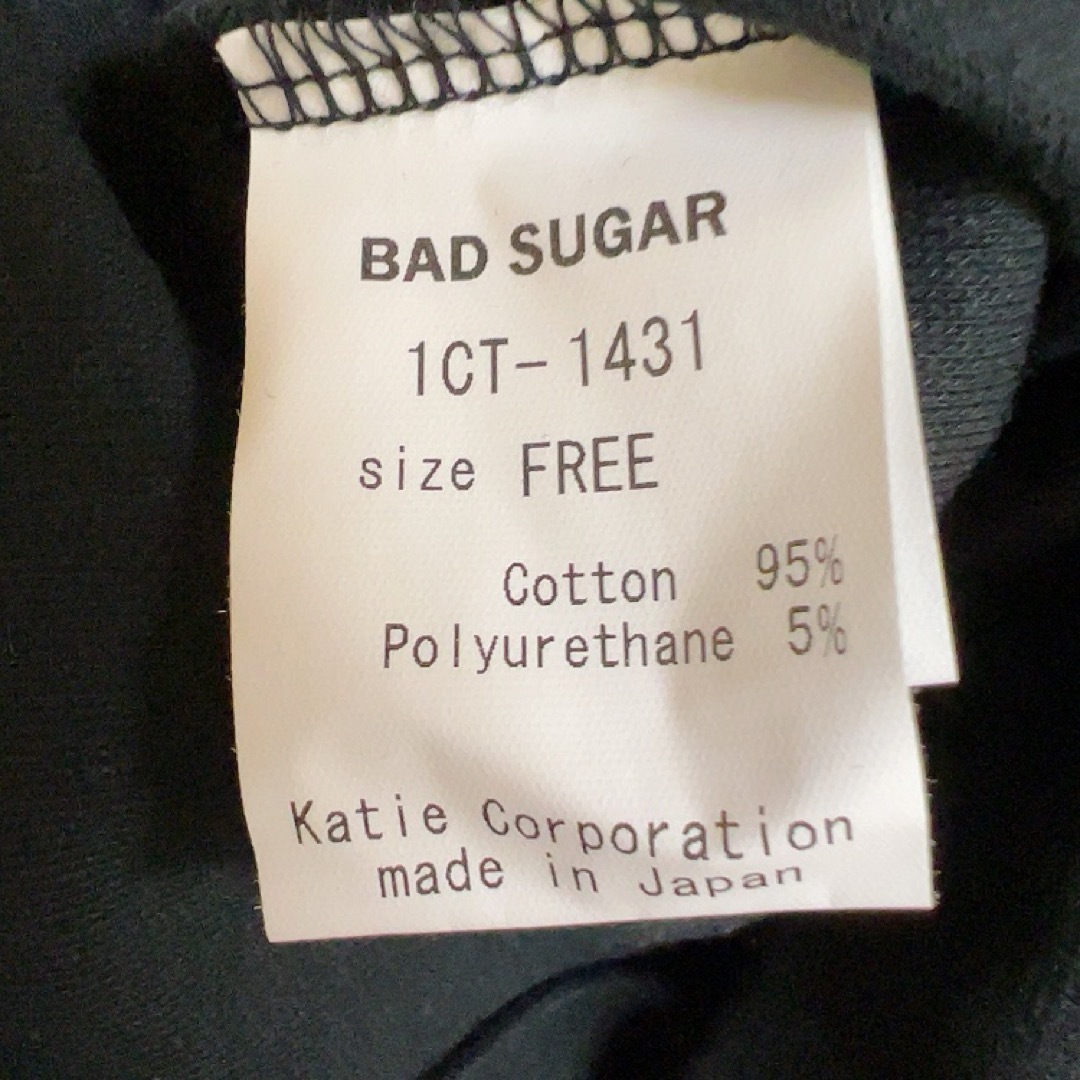 BAD SUGAR
1CT-1431
size FREE
Cotton 95%
Polyurethane 5%
Katie Corporation
made in Japan